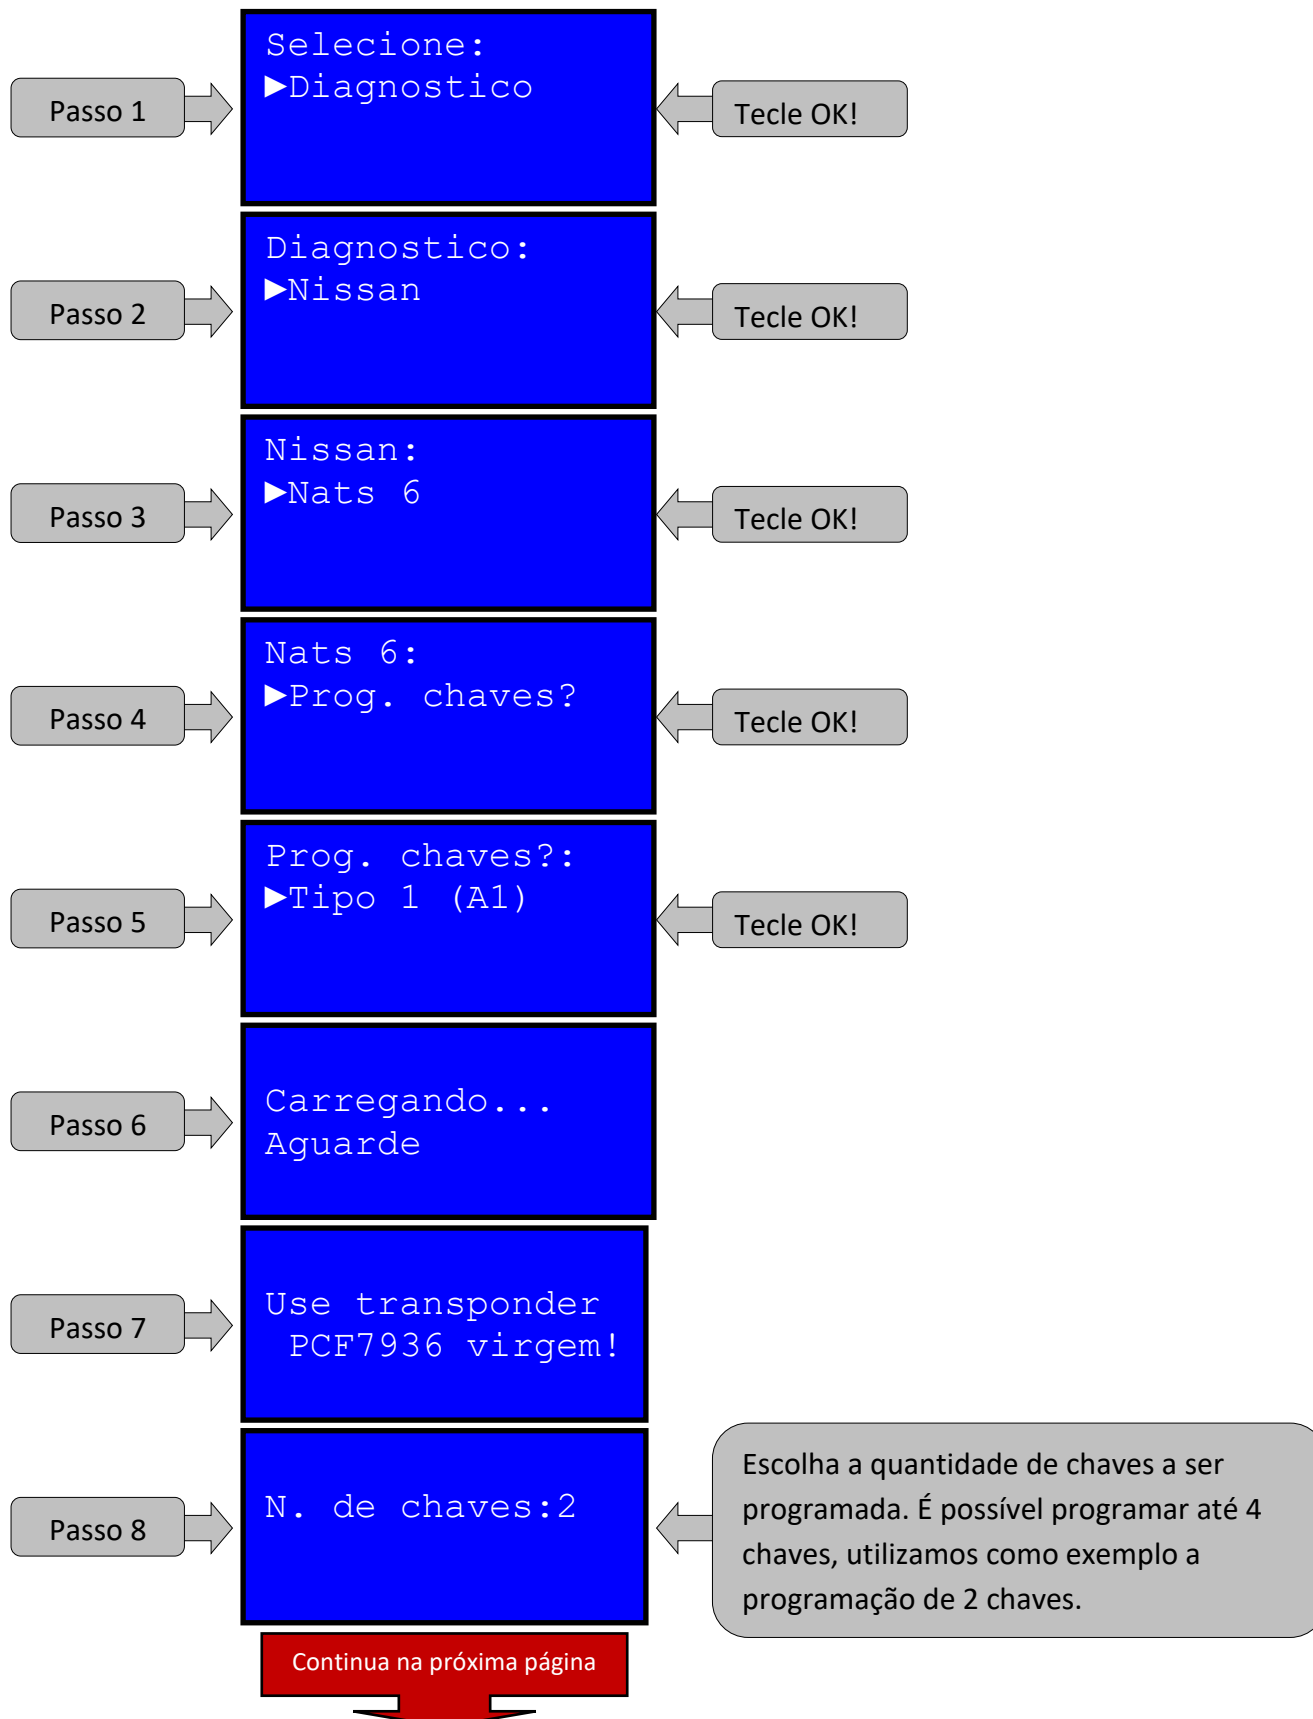 Selecione:
►Diagnostico
Passo 1
Tecle OK!
Diagnostico:
►Nissan
Passo 2
Tecle OK!
Nissan:
►Nats 6
Passo 3
Tecle OK!
Nats 6:
►Prog. chaves?
Passo 4
Tecle OK!
Prog. chaves?:
►Tipo 1 (A1)
Passo 5
Tecle OK!
Carregando...
Aguarde
Passo 6
Use transponder
PCF7936 virgem!
Passo 7
N. de chaves:2
Passo 8
Escolha a quantidade de chaves a ser
programada. É possível programar até 4
chaves, utilizamos como exemplo a
programação de 2 chaves.
Continua na próxima página